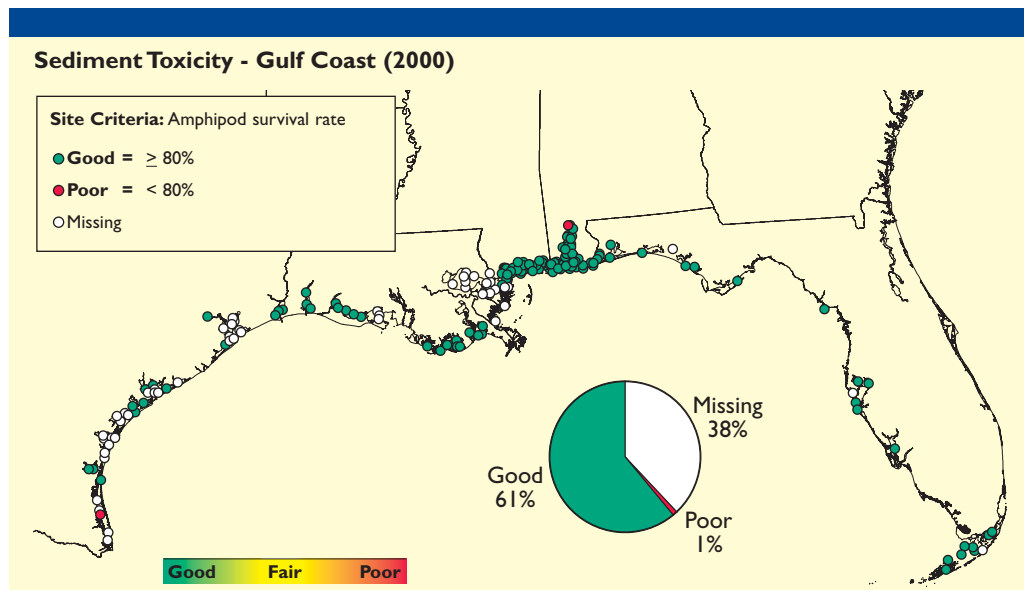 Sediment Toxicity - Gulf Coast (2000)
Site Criteria: Amphipod survival rate
Good = ≥ 80%
Poor = < 80%
Missing
Missing
38%
Good
61%
Poor
1%
Good Fair Poor